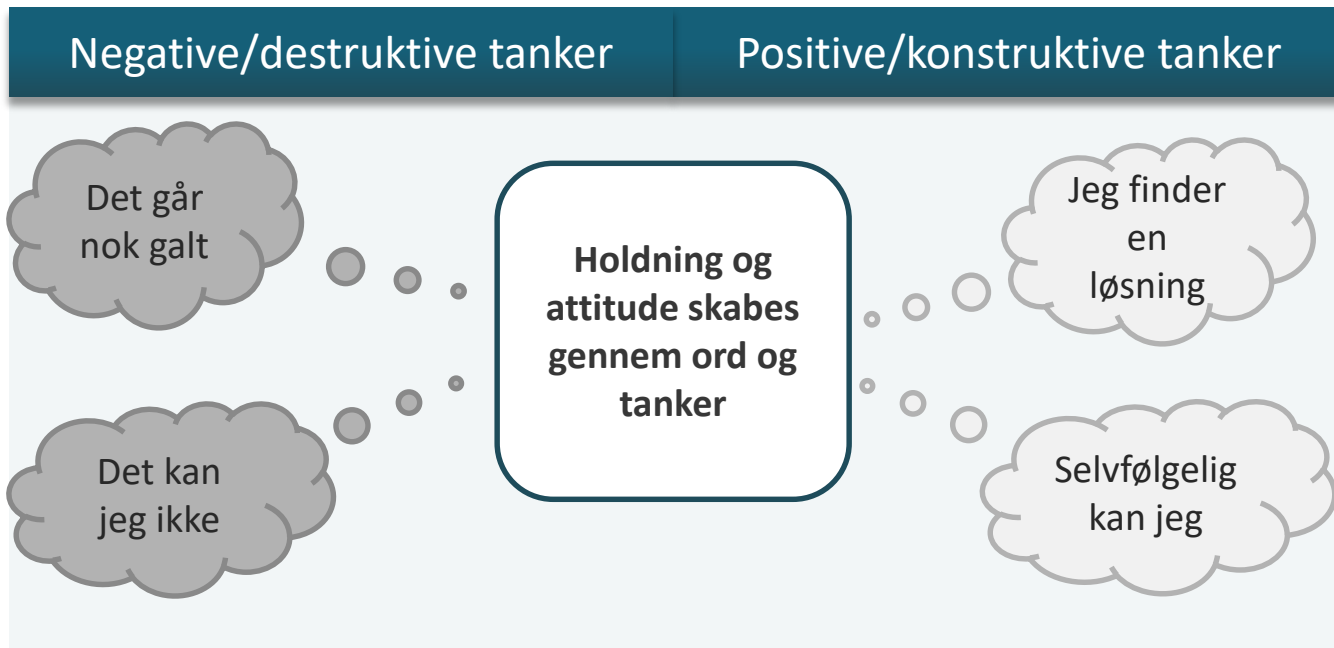 Negative/destruktive tanker
Positive/konstruktive tanker
Det går
nok galt
Det kan
jeg ikke
Holdning og
attitude skabes
gennem ord og
tanker
Jeg finder
en
løsning
Selvfølgelig
kan jeg